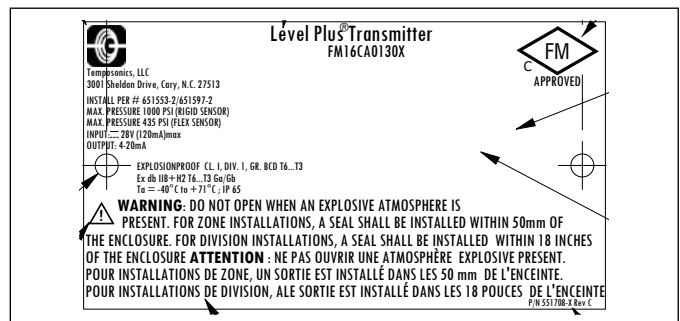 Level Plus® Transmitter
FM16CA0130X
FM
C
APPROVED
Temposonics, LLC
3001 Sheldon Drive, Cary, N.C. 27513
INSTALL PER # 651553-2/651597-2
MAX. PRESSURE 1000 PSI (RIGID SENSOR)
MAX. PRESSURE 435 PSI (FLEX SENSOR)
INPUT: ⎓ 28V (120mA)max
OUTPUT: 4-20mA
EXPLOSIONPROOF CL. I, DIV. 1, GR. BCD T6...T3
Ex db IIB+H2 T6...T3 Ga/Gb
Ta = -40°C to +71°C ; IP 65
WARNING: DO NOT OPEN WHEN AN EXPLOSIVE ATMOSPHERE IS
PRESENT. FOR ZONE INSTALLATIONS, A SEAL SHALL BE INSTALLED WITHIN 50mm OF
THE ENCLOSURE. FOR DIVISION INSTALLATIONS, A SEAL SHALL BE INSTALLED WITHIN 18 INCHES
OF THE ENCLOSURE ATTENTION : NE PAS OUVRIR UNE ATMOSPHÈRE EXPLOSIVE PRESENT.
POUR INSTALLATIONS DE ZONE, UN SORTIE EST INSTALLÉ DANS LES 50 mm DE L'ENCEINTE.
POUR INSTALLATIONS DE DIVISION, ALE SORTIE EST INSTALLÉ DANS LES 18 POUCES DE L'ENCEINTE
P/N 551708-X Rev C